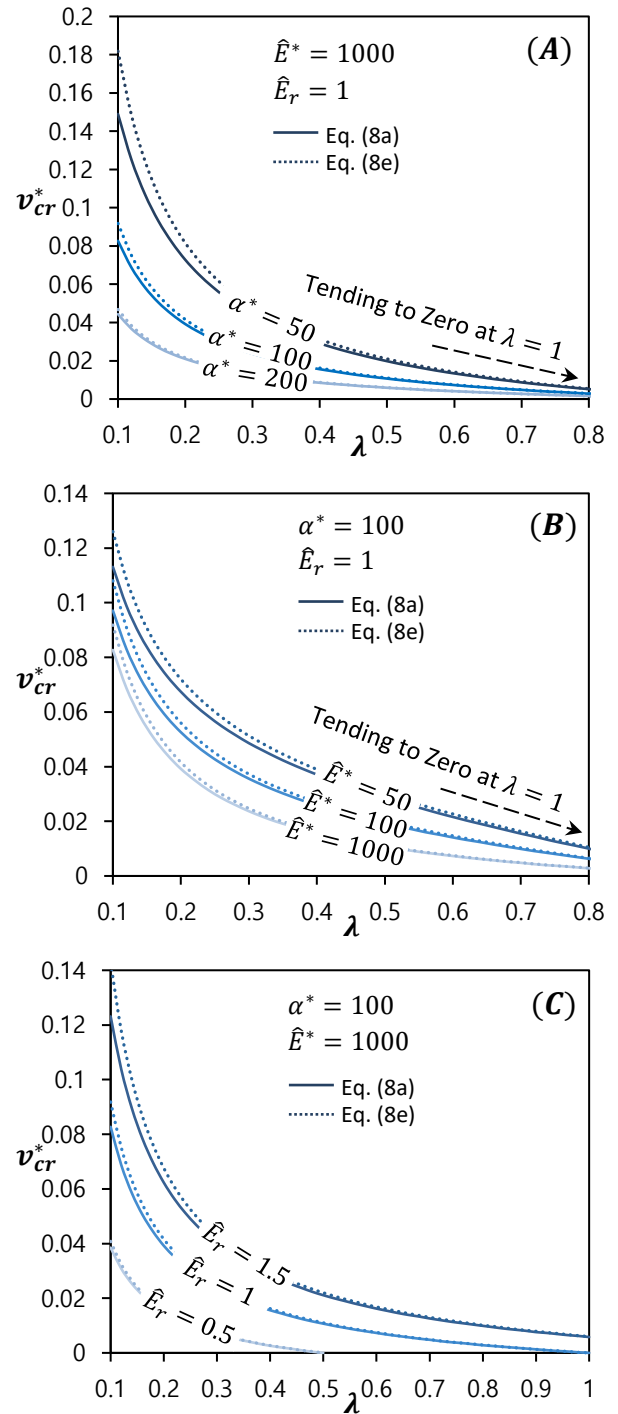 (A)
Ê* = 1000
Ê_r = 1
Eq. (8a)
Eq. (8e)
v*_cr
0.2
0.18
0.16
0.14
0.12
0.1
0.08
0.06
0.04
0.02
0
α* = 50
α* = 100
α* = 200
Tending to Zero at λ = 1
0.1 0.2 0.3 0.4 0.5 0.6 0.7 0.8
λ
(B)
α* = 100
Ê_r = 1
Eq. (8a)
Eq. (8e)
v*_cr
0.14
0.12
0.1
0.08
0.06
0.04
0.02
0
Ê* = 50
Ê* = 100
Ê* = 1000
Tending to Zero at λ = 1
0.1 0.2 0.3 0.4 0.5 0.6 0.7 0.8
λ
(C)
α* = 100
Ê* = 1000
Eq. (8a)
Eq. (8e)
v*_cr
0.14
0.12
0.1
0.08
0.06
0.04
0.02
0
Ê_r = 1.5
Ê_r = 1
Ê_r = 0.5
0.1 0.2 0.3 0.4 0.5 0.6 0.7 0.8 0.9 1
λ